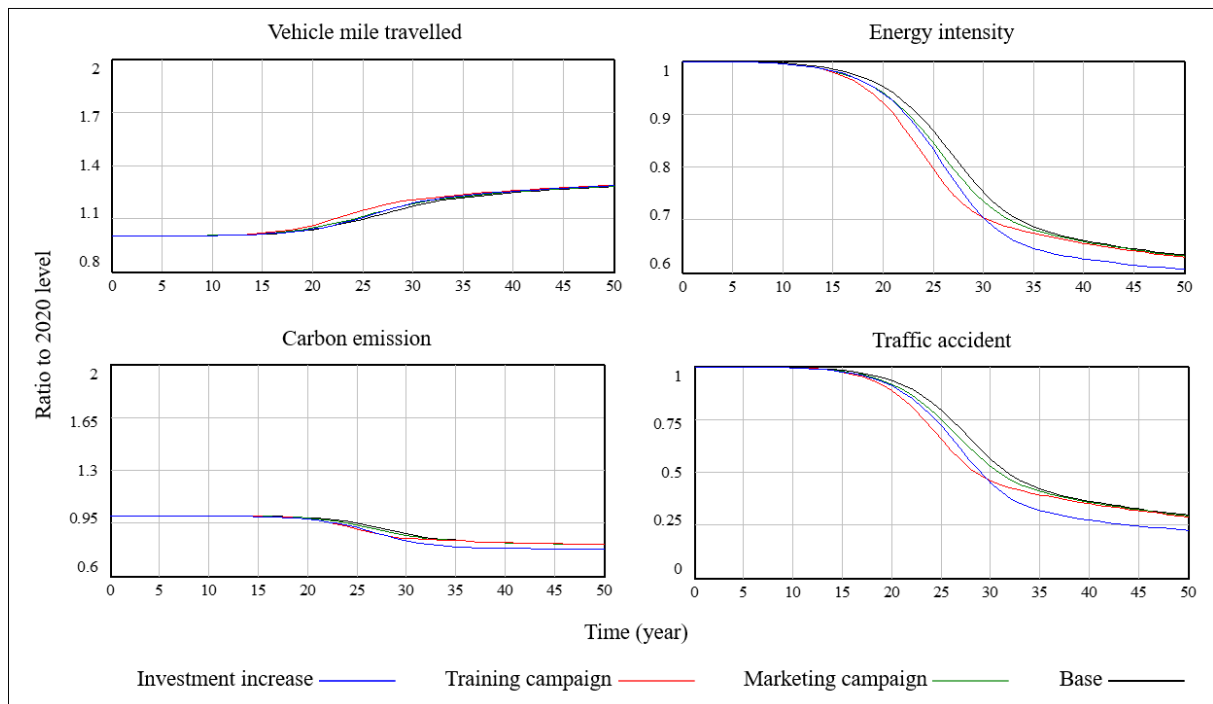 Vehicle mile travelled
2
1.7
1.4
1.1
0.8
0 5 10 15 20 25 30 35 40 45 50
Energy intensity
1
0.9
0.8
0.7
0.6
0 5 10 15 20 25 30 35 40 45 50
Ratio to 2020 level
Carbon emission
2
1.65
1.3
0.95
0.6
0 5 10 15 20 25 30 35 40 45 50
Traffic accident
1
0.75
0.5
0.25
0
0 5 10 15 20 25 30 35 40 45 50
Time (year)
Investment increase Training campaign Marketing campaign Base